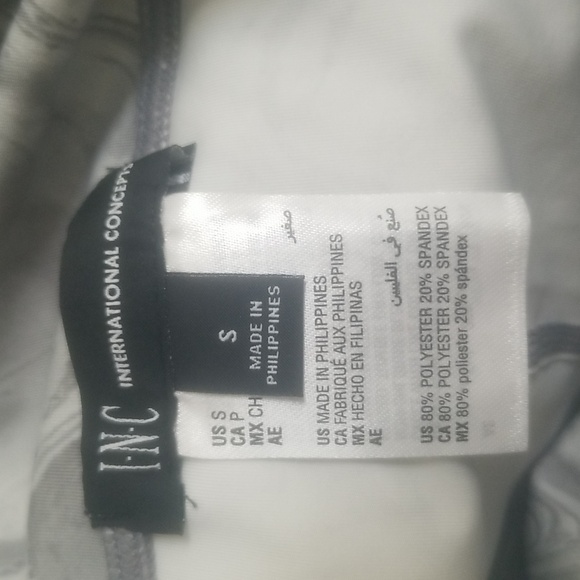 I·N·C INTERNATIONAL CONCEPTS
S
MADE IN
PHILIPPINES
US S
CA P
MX CH
AE صغير
US MADE IN PHILIPPINES
CA FABRIQUÉ AUX PHILIPPINES
MX HECHO EN FILIPINAS
AE صنع في الفلبين
US 80% POLYESTER 20% SPANDEX
CA 80% POLYESTER 20% SPANDEX
MX 80% poliester 20% spándex